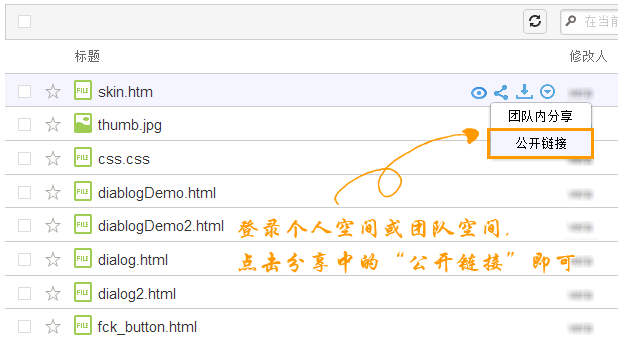 在当前
标题 修改人
skin.htm
团队内分享
thumb.jpg
公开链接
css.css
diablogDemo.html
diablogDemo2.html
登录个人空间或团队空间,
dialog.html
点击分享中的“公开链接”即可
dialog2.html
fck_button.html